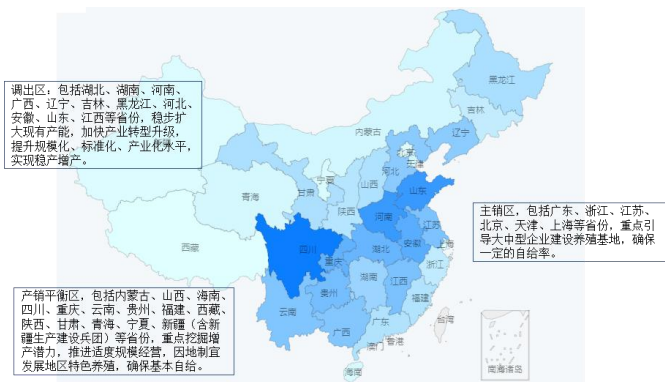 黑龙江
调出区：包括湖北、湖南、河南、
广西、辽宁、吉林、黑龙江、河北、
安徽、山东、江西等省份，稳步扩
大现有产能，加快产业转型升级，
提升规模化、标准化、产业化水平，
实现稳产增产。
吉林
内蒙古
辽宁
北京
天津
河北
宁夏
山西
山东
青海
甘肃
陕西
河南
江苏
主销区，包括广东、浙江、江苏、
北京、天津、上海等省份，重点引
导大中型企业建设养殖基地，确保
一定的自给率。
西藏
四川
湖北
安徽
上海
重庆
浙江
产销平衡区，包括内蒙古、山西、海南、
四川、重庆、云南、贵州、福建、西藏、
陕西、甘肃、青海、宁夏、新疆（含新
疆生产建设兵团）等省份，重点挖掘增
产潜力，推进适度规模经营，因地制宜
发展地区特色养殖，确保基本自给。
湖南
江西
贵州
福建
云南
广西
广东
台湾
香港
澳门
海南
南海诸岛